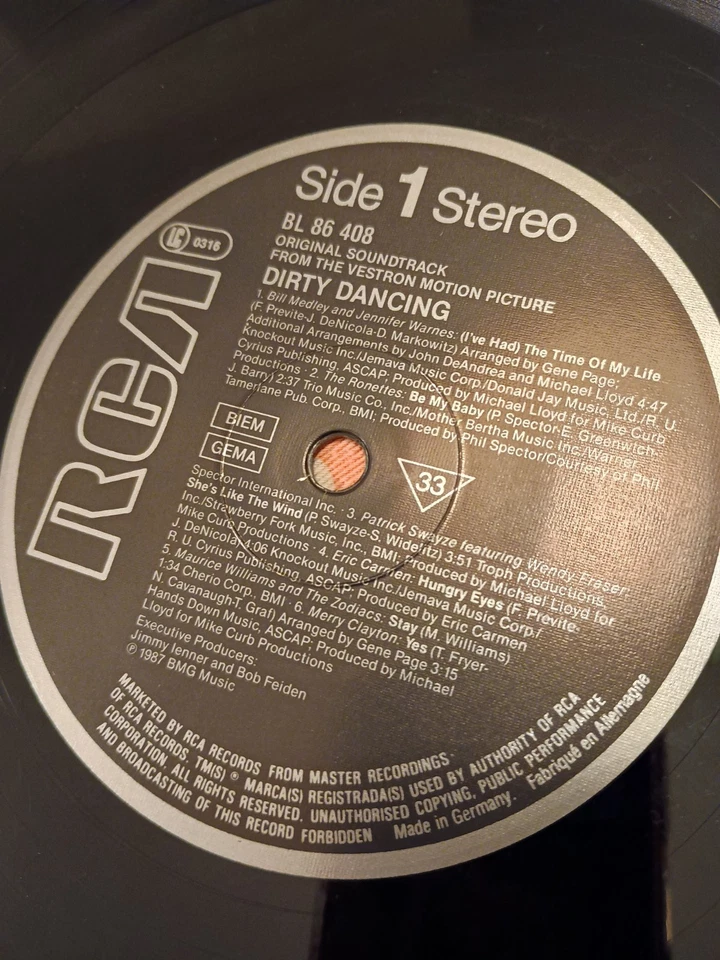 Side 1 Stereo
BL 86 408
LC 0316
ORIGINAL SOUNDTRACK
FROM THE VESTRON MOTION PICTURE
DIRTY DANCING
1. Bill Medley and Jennifer Warnes: (I've Had) The Time Of My Life
(F. Previte-J. DeNicola-D. Markowitz) Arranged by Gene Page;
Additional Arrangements by John DeAndrea and Michael Lloyd 4:47
Knockout Music Inc./Jemava Music Corp./Donald Jay Music, Ltd./R. U.
Cyrius Publishing, ASCAP; Produced by Michael Lloyd for Mike Curb
Productions · 2. The Ronettes: Be My Baby (P. Spector-E. Greenwich-
J. Barry) 2:37 Trio Music Co., Inc./Mother Bertha Music Inc./Warner-
Tamerlane Pub. Corp., BMI; Produced by Phil Spector/Courtesy of Phil
RCA
BIEM
GEMA
33
Spector International Inc. · 3. Patrick Swayze featuring Wendy Fraser:
She's Like The Wind (P. Swayze-S. Widelitz) 3:51 Troph Productions,
Inc./Strawberry Fork Music, Inc., BMI; Produced by Michael Lloyd for
Mike Curb Productions · 4. Eric Carmen: Hungry Eyes (F. Previte-
J. DeNicola) 4:06 Knockout Music Inc./Jemava Music Corp./
R. U. Cyrius Publishing, ASCAP; Produced by Eric Carmen
5. Maurice Williams and The Zodiacs: Stay (M. Williams)
1:34 Cherio Corp., BMI · 6. Merry Clayton: Yes (T. Fryer-
N. Cavanaugh-T. Graf) Arranged by Gene Page 3:15
Hands Down Music, ASCAP; Produced by Michael
Lloyd for Mike Curb Productions
Executive Producers:
Jimmy Ienner and Bob Feiden
℗ 1987 BMG Music
MARKETED BY RCA RECORDS FROM MASTER RECORDINGS
OF RCA RECORDS. TM(S) ® MARCA(S) REGISTRADA(S) USED BY AUTHORITY OF RCA
CORPORATION. ALL RIGHTS RESERVED. UNAUTHORISED COPYING, PUBLIC PERFORMANCE
AND BROADCASTING OF THIS RECORD FORBIDDEN Made in Germany. Fabriqué en Allemagne